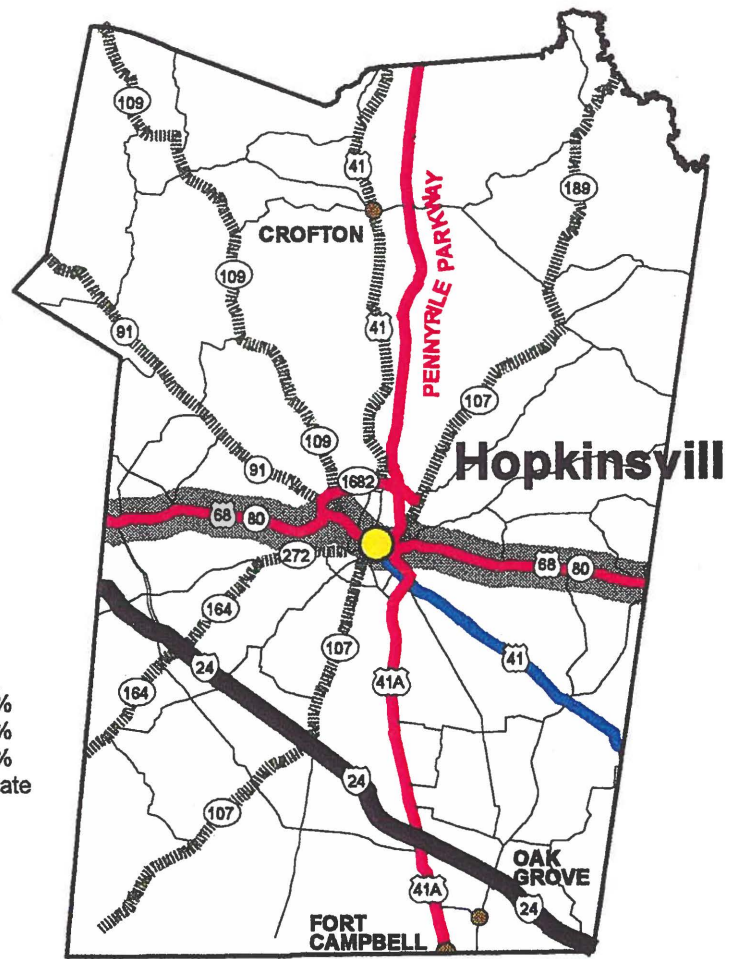 109
41
189
CROFTON
109
PENNYRILE PARKWAY
41
91
107
109
91
Hopkinsvill
1682
68
80
272
68
80
164
107
41
24
41A
164
%
%
%
ate
24
107
OAK
GROVE
41A
24
FORT
CAMPBELL